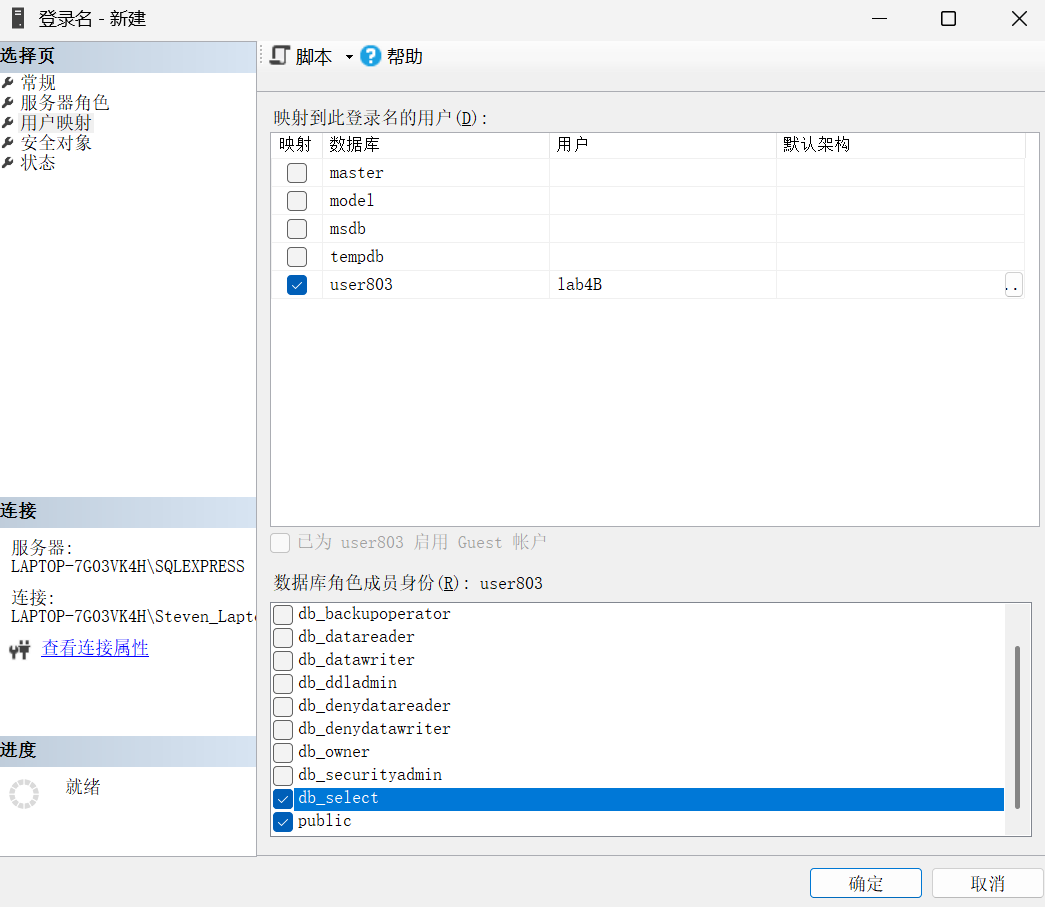 登录名 - 新建
选择页
常规
服务器角色
用户映射
安全对象
状态
脚本 帮助
映射到此登录名的用户(D):
映射 数据库 用户 默认架构
master
model
msdb
tempdb
user803 lab4B ..
已为 user803 启用 Guest 帐户
数据库角色成员身份(R): user803
db_backupoperator
db_datareader
db_datawriter
db_ddladmin
db_denydatareader
db_denydatawriter
db_owner
db_securityadmin
db_select
public
连接
服务器:
LAPTOP-7G03VK4H\SQLEXPRESS
连接:
LAPTOP-7G03VK4H\Steven_Lapto
查看连接属性
进度
就绪
确定 取消